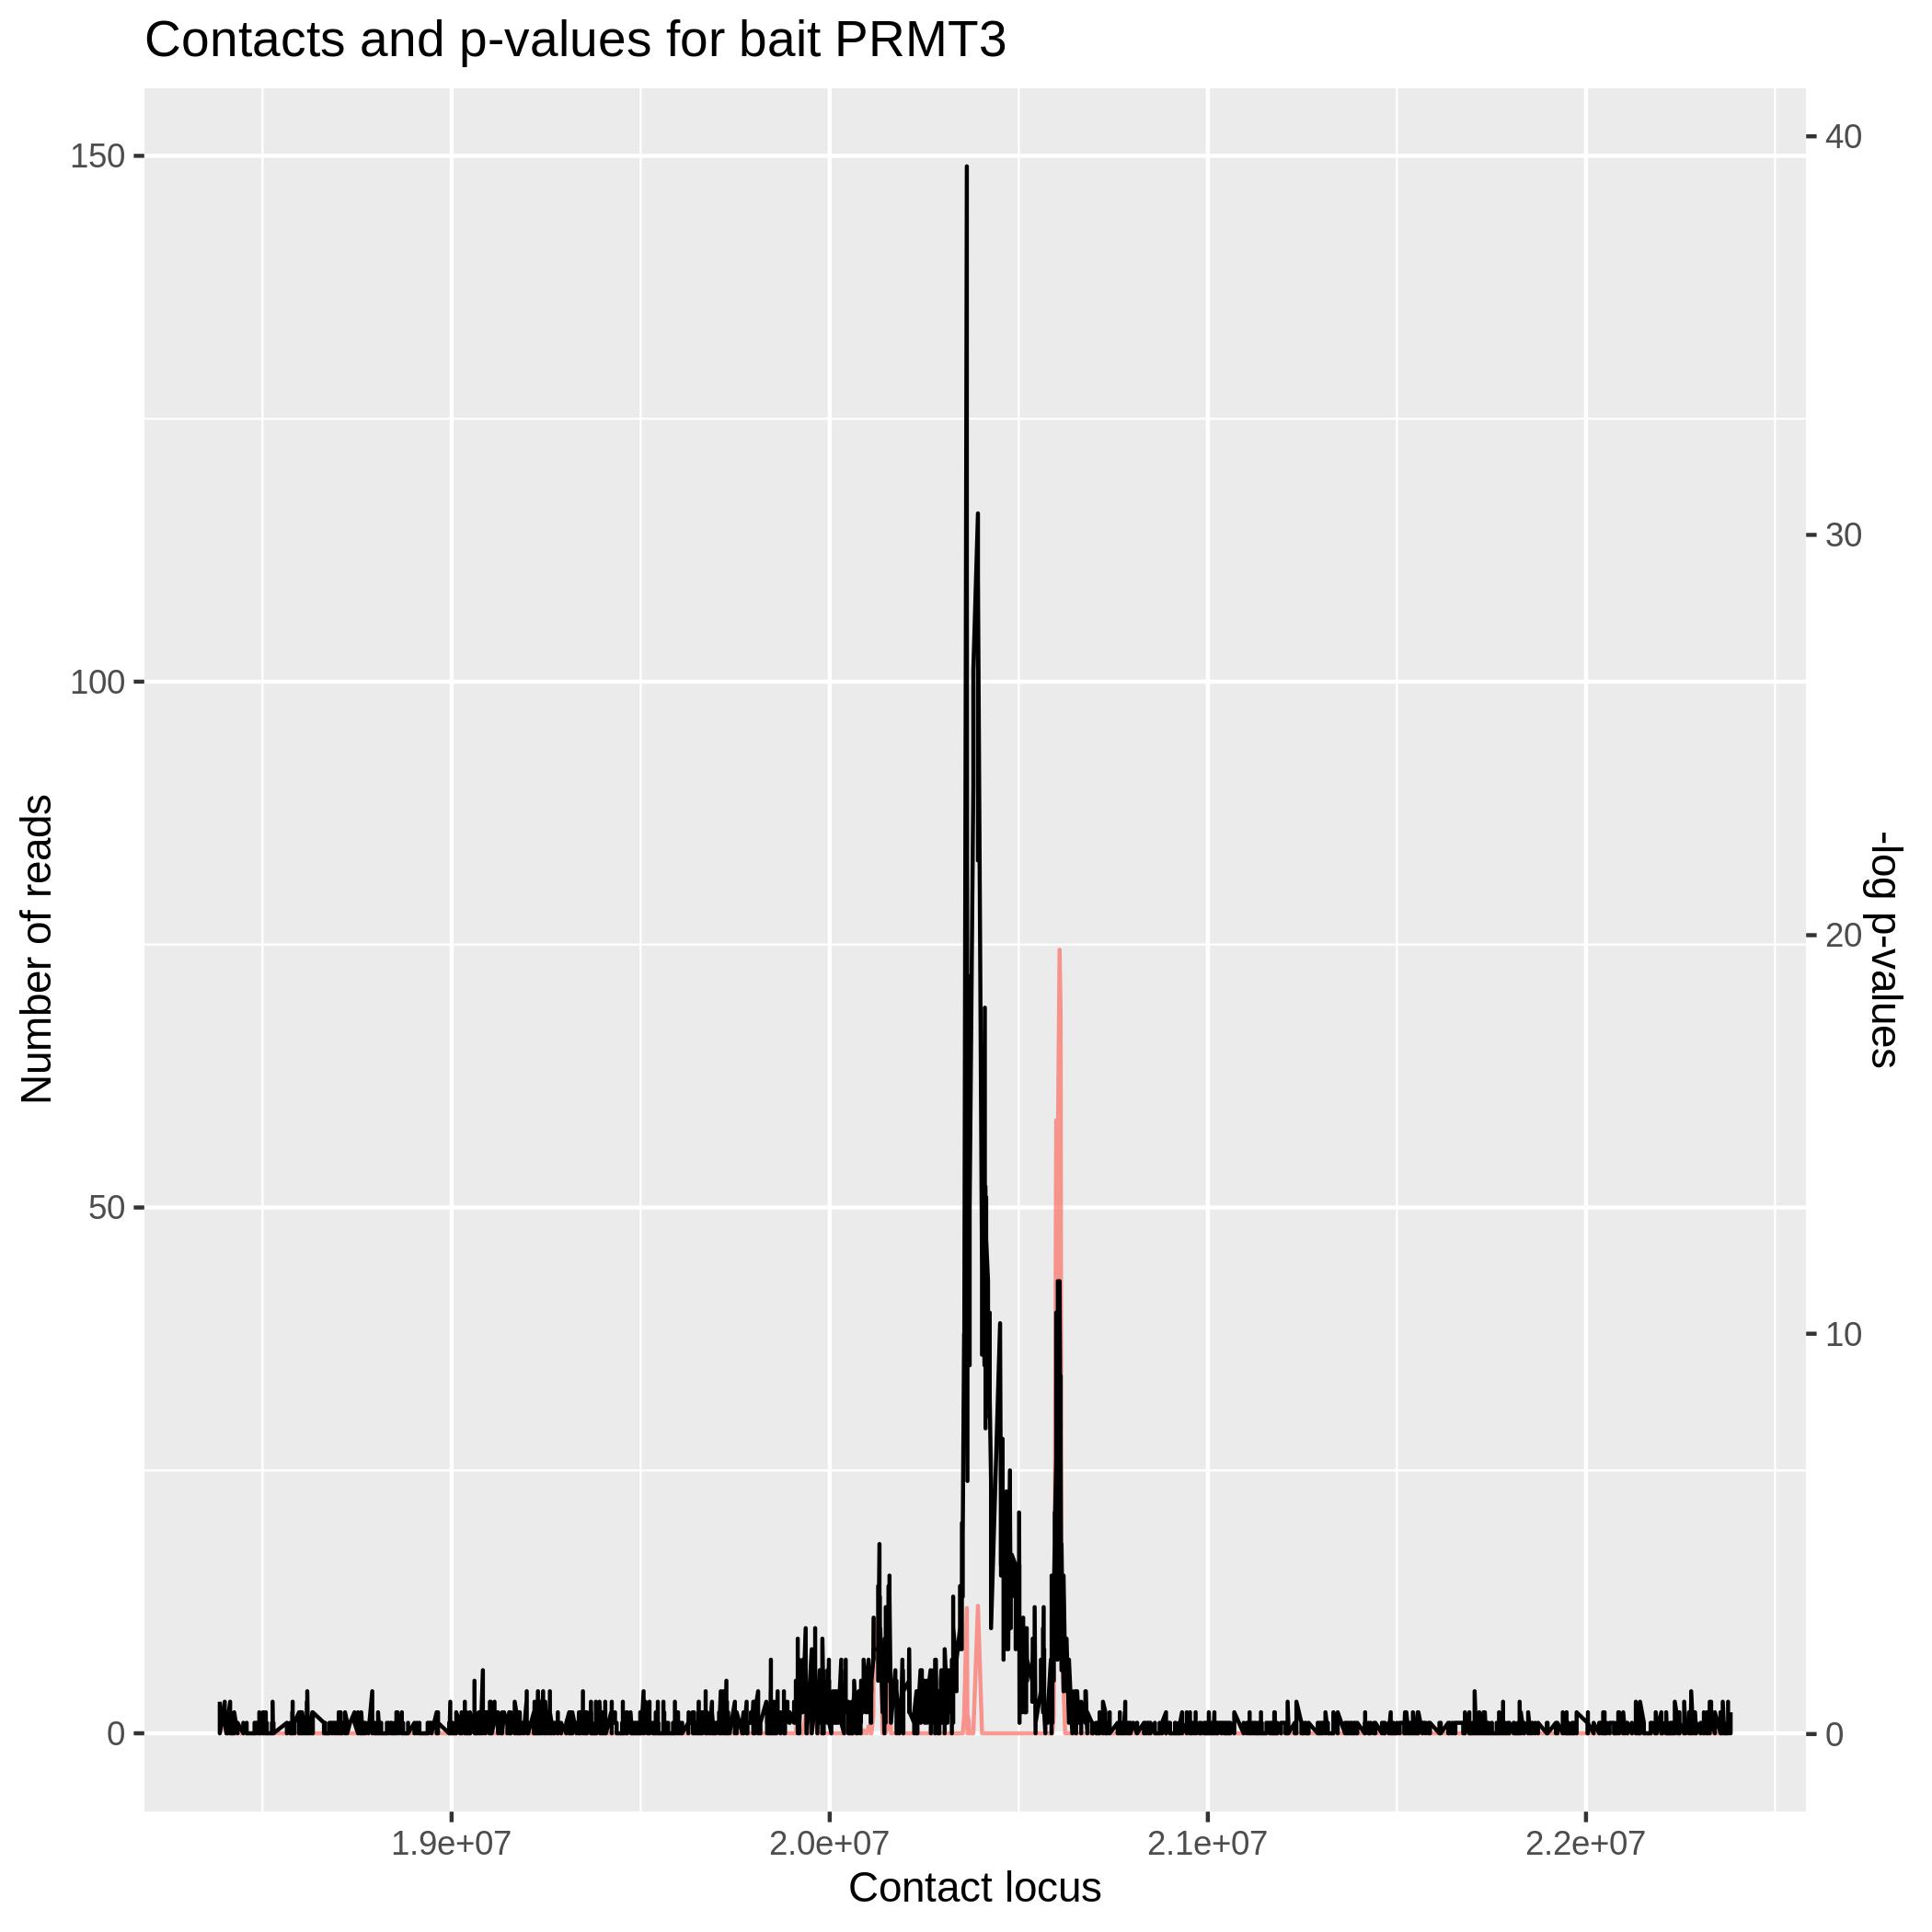 Contacts and p-values for bait PRMT3
150
100
50
0
Number of reads
40
30
20
10
0
-log p-values
1.9e+07
2.0e+07
2.1e+07
2.2e+07
Contact locus